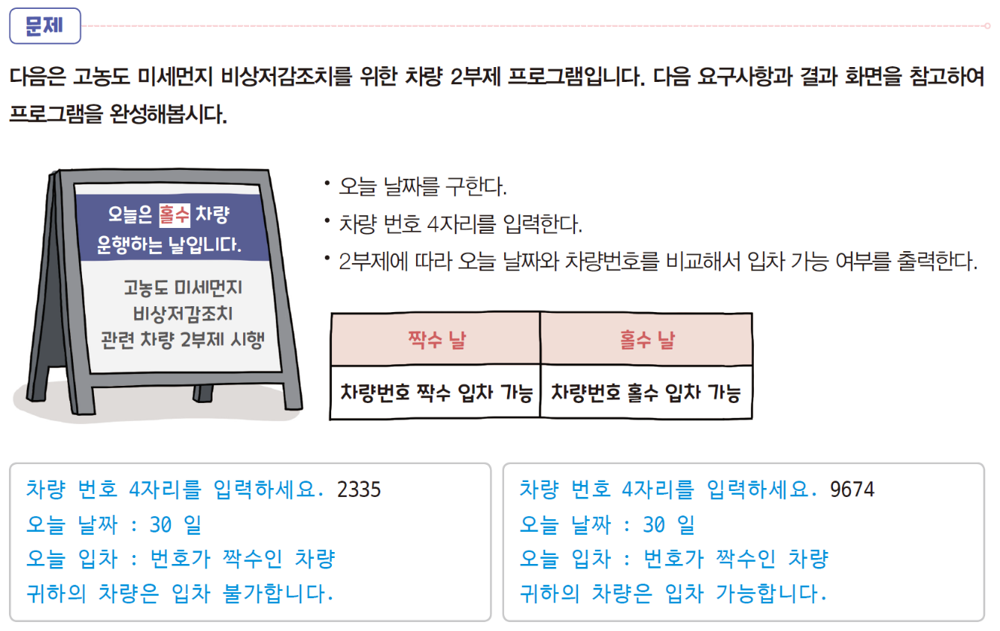 문제
다음은 고농도 미세먼지 비상저감조치를 위한 차량 2부제 프로그램입니다. 다음 요구사항과 결과 화면을 참고하여
프로그램을 완성해봅시다.
오늘은 홀수 차량
운행하는 날입니다.
고농도 미세먼지
비상저감조치
관련 차량 2부제 시행
• 오늘 날짜를 구한다.
• 차량 번호 4자리를 입력한다.
• 2부제에 따라 오늘 날짜와 차량번호를 비교해서 입차 가능 여부를 출력한다.
짝수 날 홀수 날
차량번호 짝수 입차 가능 차량번호 홀수 입차 가능
차량 번호 4자리를 입력하세요. 2335
오늘 날짜 : 30 일
오늘 입차 : 번호가 짝수인 차량
귀하의 차량은 입차 불가합니다.
차량 번호 4자리를 입력하세요. 9674
오늘 날짜 : 30 일
오늘 입차 : 번호가 짝수인 차량
귀하의 차량은 입차 가능합니다.